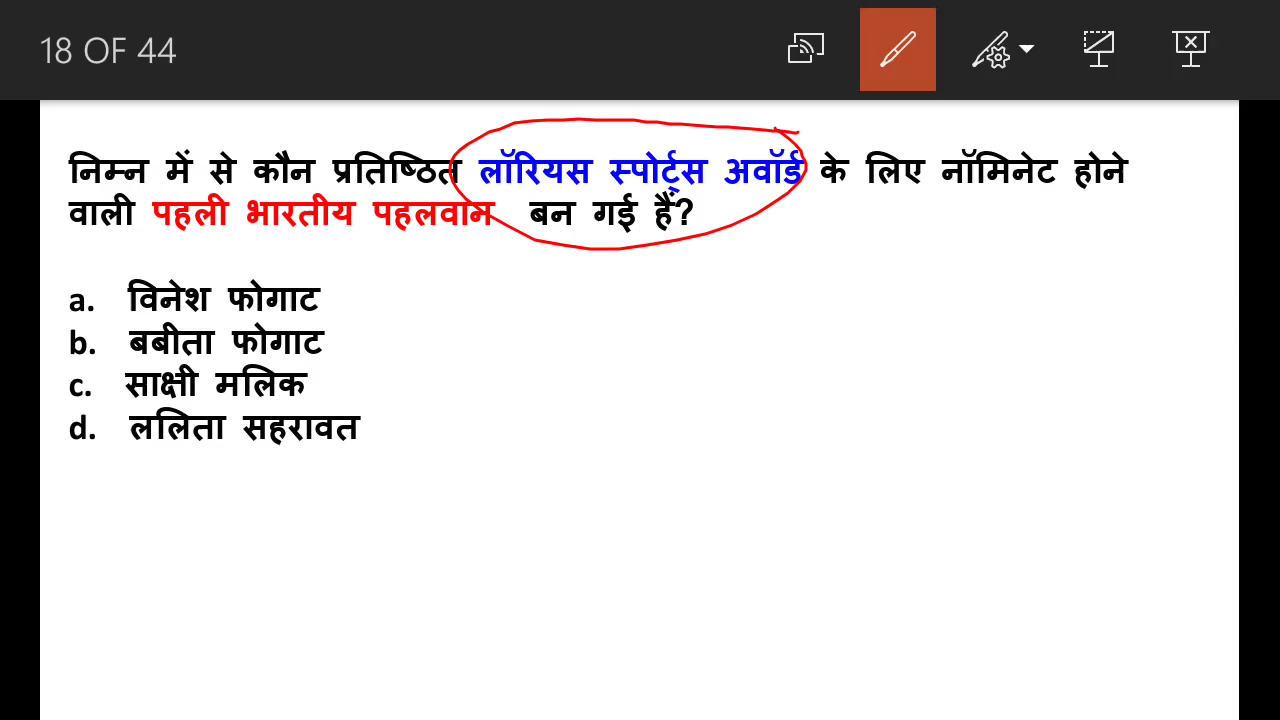 18 OF 44
निम्न में से कौन प्रतिष्ठित लॉरियस स्पोर्ट्स अवॉर्ड के लिए नॉमिनेट होने
वाली पहली भारतीय पहलवान बन गई हैं?
a. विनेश फोगाट
b. बबीता फोगाट
c. साक्षी मलिक
d. ललिता सहरावत